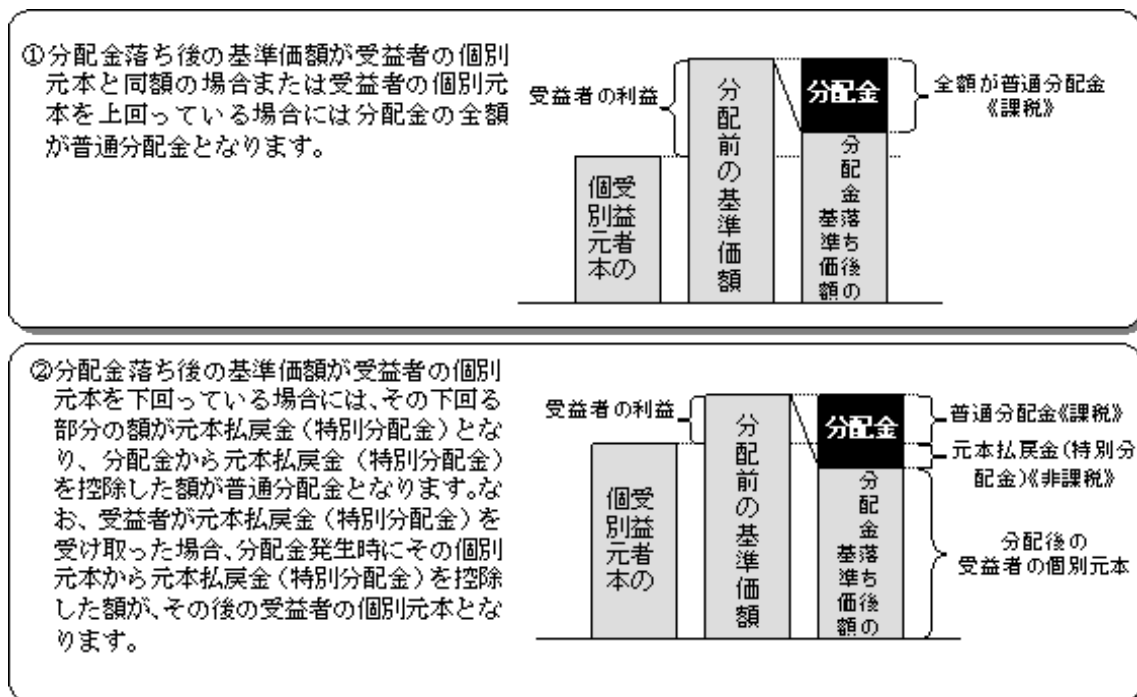 ①分配金落ち後の基準価額が受益者の個別
元本と同額の場合または受益者の個別元
本を上回っている場合には分配金の全額
が普通分配金となります。
受益者の利益
個別元本
受益者の
分配前の基準価額
分配金
分配金落ち後の
基準価額
全額が普通分配金
《課税》
②分配金落ち後の基準価額が受益者の個別
元本を下回っている場合には、その下回る
部分の額が元本払戻金(特別分配金)とな
り、分配金から元本払戻金(特別分配金)
を控除した額が普通分配金となります。な
お、受益者が元本払戻金(特別分配金)を
受け取った場合、分配金発生時にその個別
元本から元本払戻金(特別分配金)を控除
した額が、その後の受益者の個別元本とな
ります。
受益者の利益
受益者の
個別元本
分配前の基準価額
分配金
分配金落ち後の
基準価額
普通分配金《課税》
元本払戻金(特別分
配金)《非課税》
分配後の
受益者の個別元本